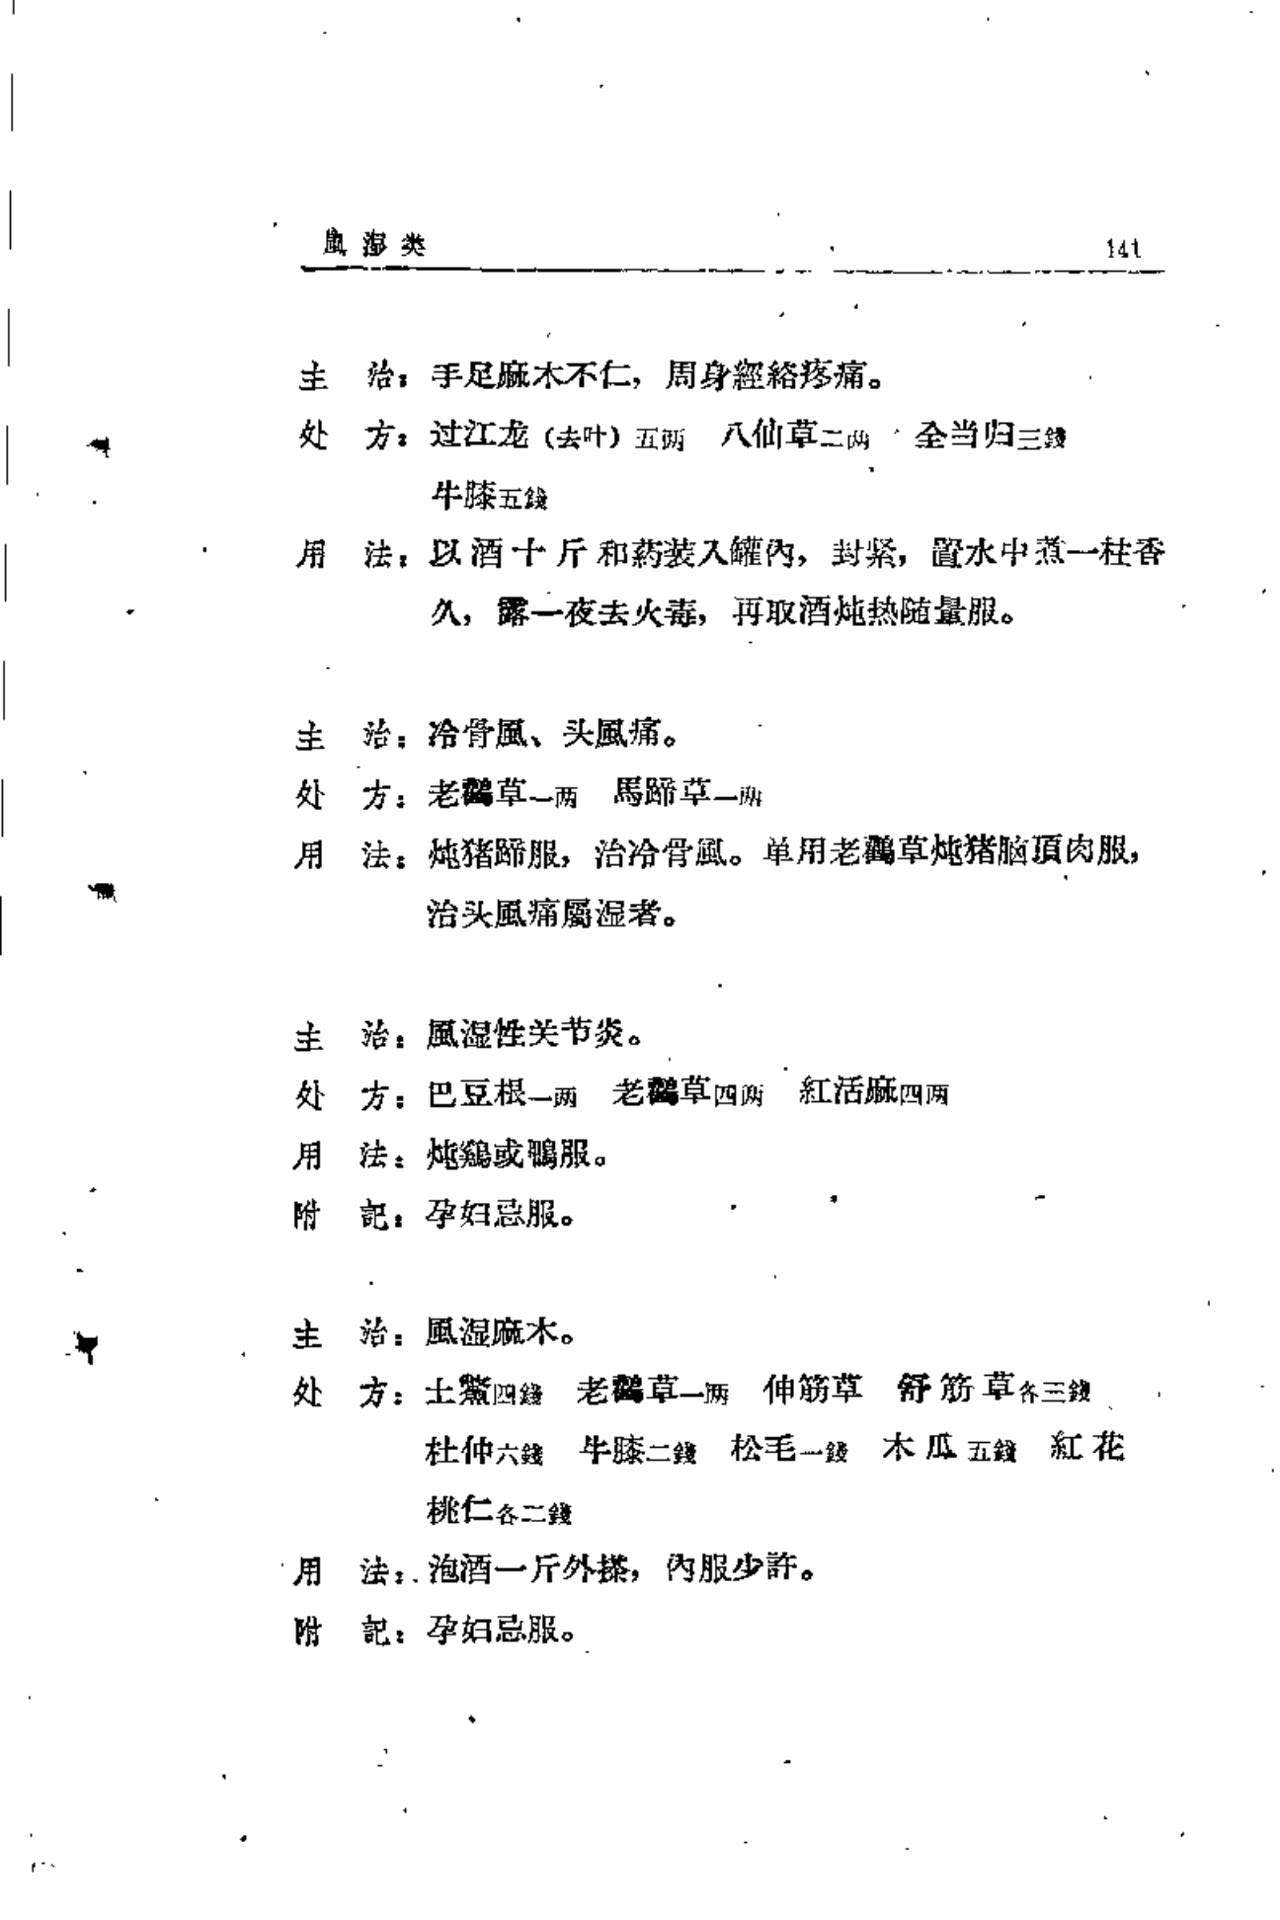 風湿类 141
主 治：手足麻木不仁，周身經絡疼痛。
处 方：过江龙（去叶）五两 八仙草二两 全当归三錢
牛膝五錢
用 法：以酒十斤和药装入罐內，封紧，置水中煮一柱香
久，露一夜去火毒，再取酒炖热随量服。
主 治：冷骨風、头風痛。
处 方：老鸛草一两 馬蹄草一两
用 法：炖猪蹄服，治冷骨風。单用老鸛草炖猪脑頂肉服，
治头風痛屬湿者。
主 治：風湿性关节炎。
处 方：巴豆根一两 老鸛草四两 紅活麻四两
用 法：炖鷄或鴨服。
附 記：孕妇忌服。
主 治：風湿麻木。
处 方：土鱉四錢 老鸛草一两 伸筋草 舒筋草各三錢
杜仲六錢 牛膝二錢 松毛一錢 木瓜五錢 紅花
桃仁各二錢
用 法：泡酒一斤外搽，內服少許。
附 記：孕妇忌服。